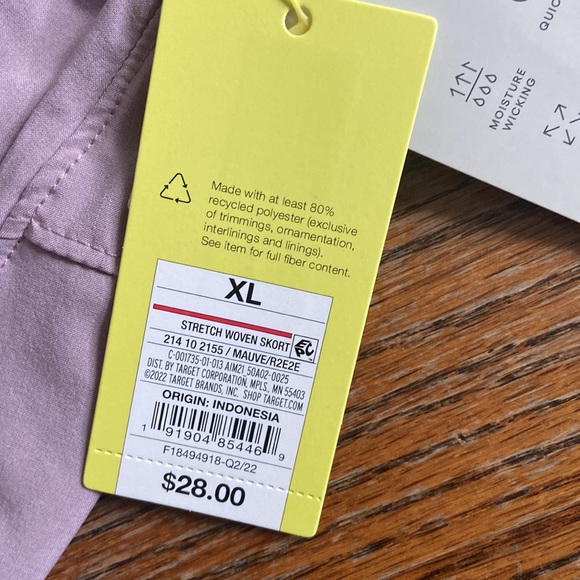 QUIC
MOISTURE
WICKING
Made with at least 80%
recycled polyester (exclusive
of trimmings, ornamentation,
interlinings and linings).
See item for full fiber content.
XL
STRETCH WOVEN SKORT
214 10 2155 / MAUVE/R2E2E
C-001735-01-013 AIM21 50A02-0025
DIST. BY TARGET CORPORATION, MPLS, MN 55403
©2022 TARGET BRANDS, INC. SHOP TARGET.COM
ORIGIN: INDONESIA
1 91904 85446 9
F18494918-Q2/22
$28.00